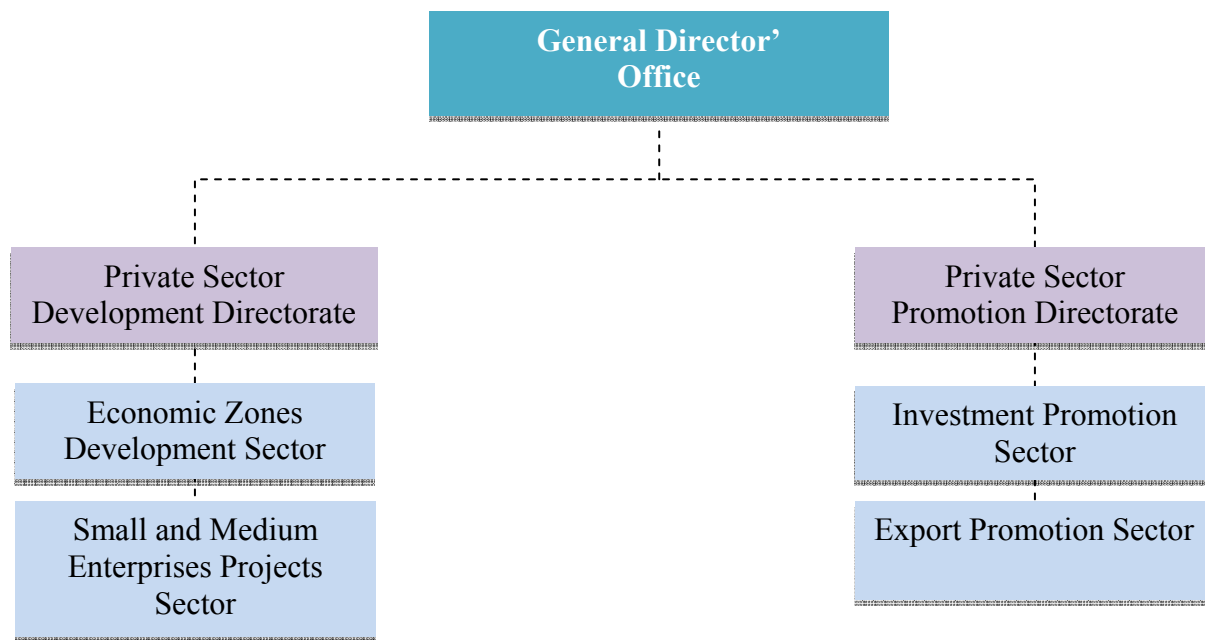 General Director’
Office
Private Sector
Development Directorate
Private Sector
Promotion Directorate
Economic Zones
Development Sector
Investment Promotion
Sector
Small and Medium
Enterprises Projects
Sector
Export Promotion Sector